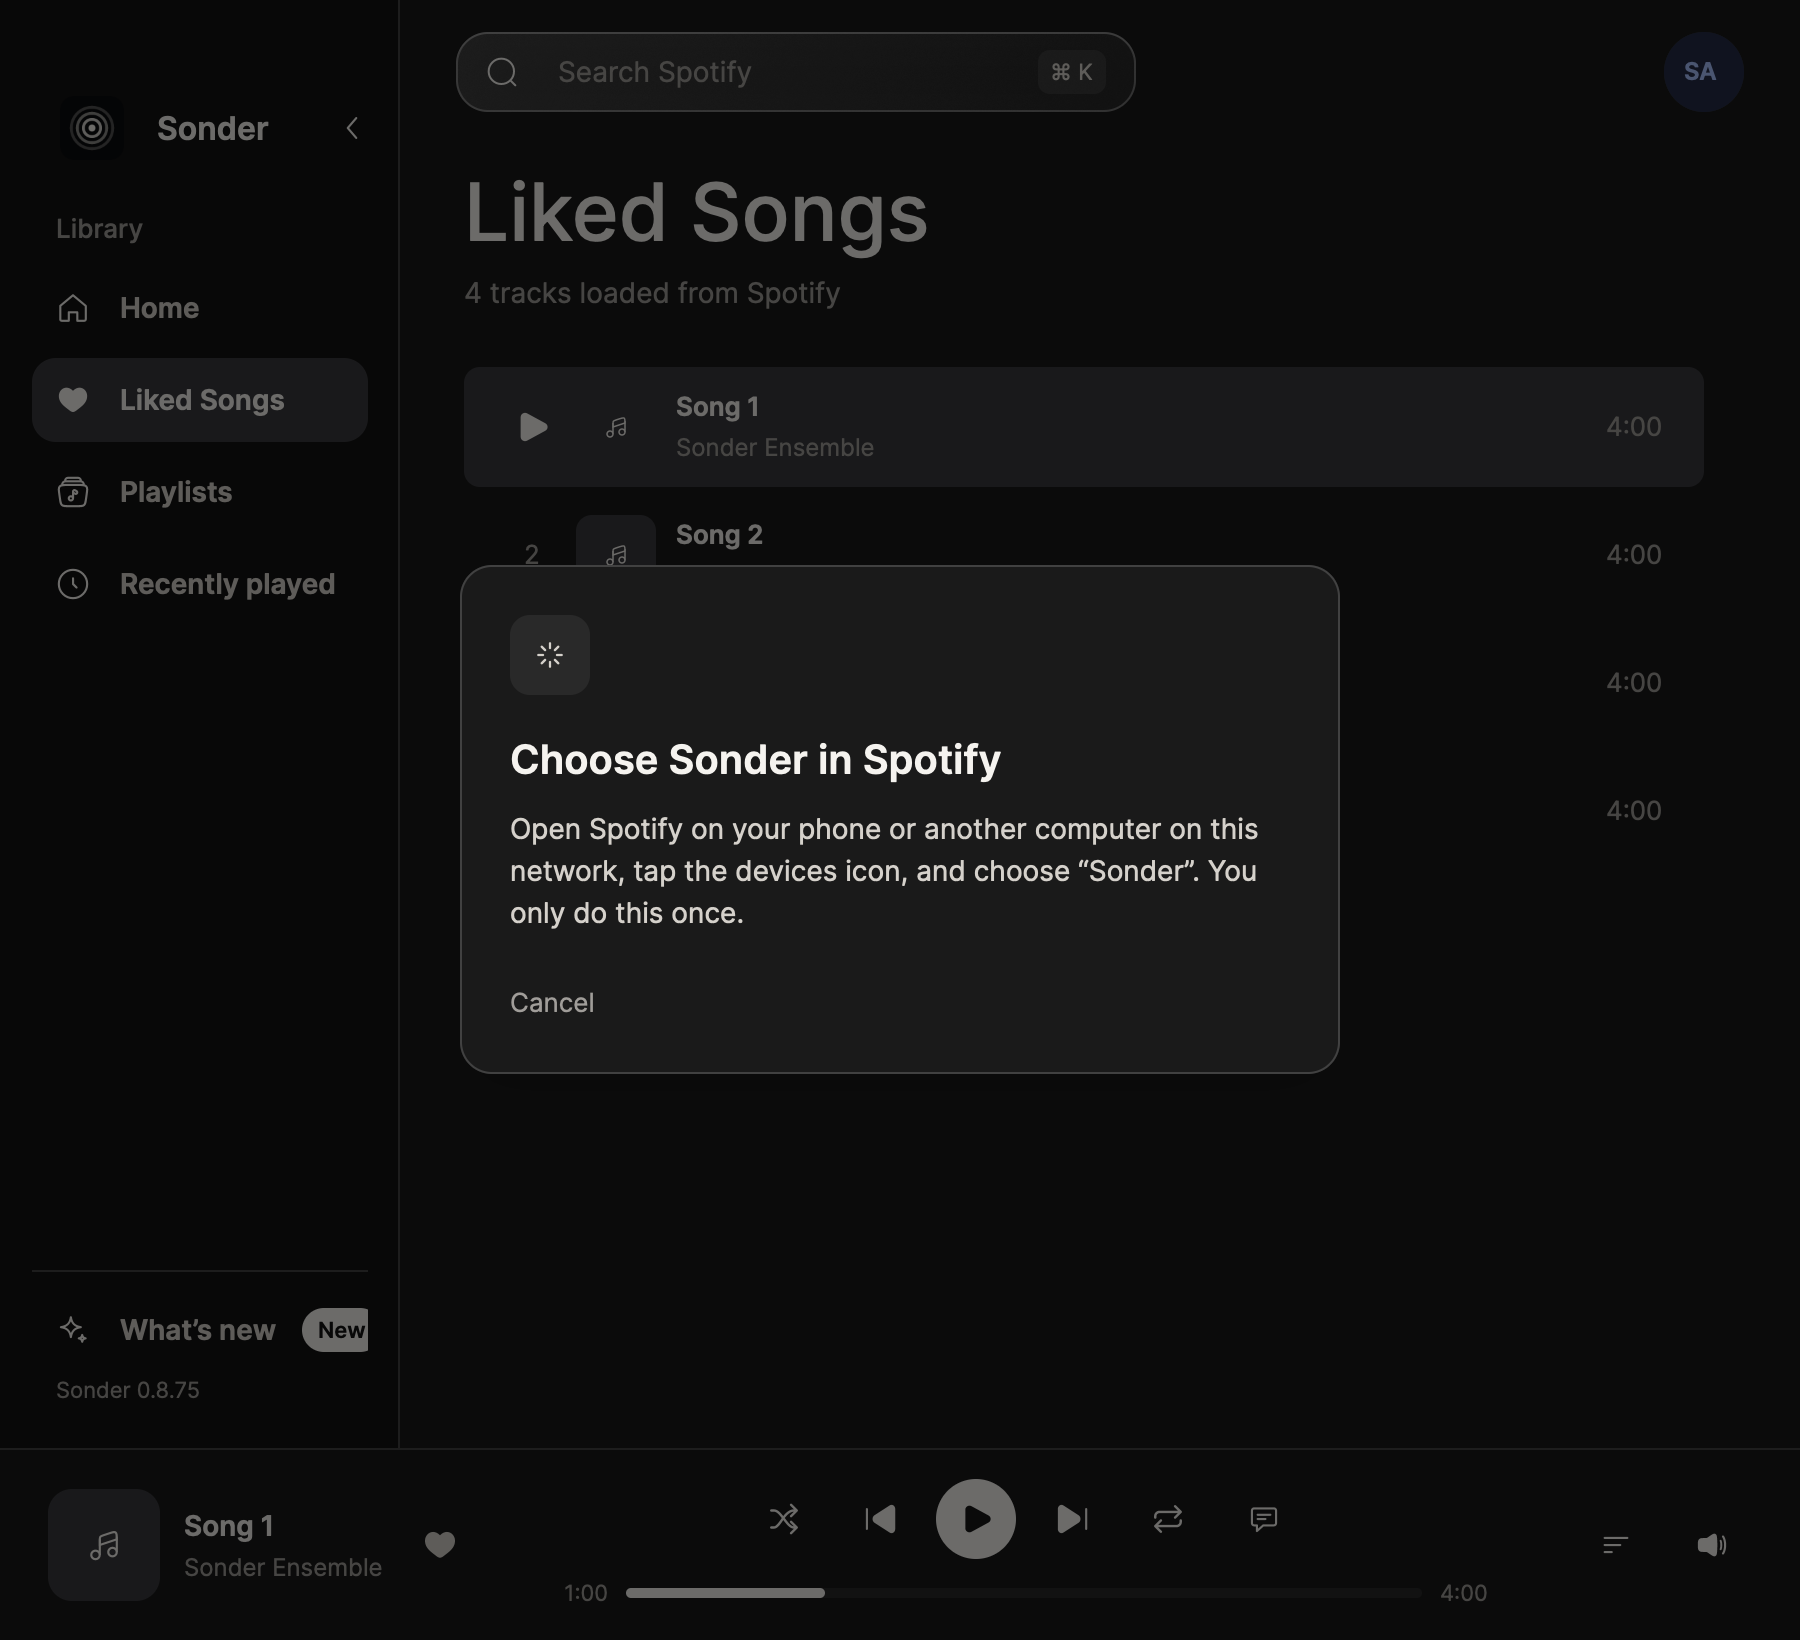 Search Spotify
⌘ K
SA
Sonder
Library
Home
Liked Songs
Playlists
Recently played
What’s new
New
Sonder 0.8.75
Liked Songs
4 tracks loaded from Spotify
Song 1
Sonder Ensemble
4:00
2
Song 2
4:00
4:00
4:00
Choose Sonder in Spotify
Open Spotify on your phone or another computer on this
network, tap the devices icon, and choose “Sonder”. You
only do this once.
Cancel
Song 1
Sonder Ensemble
1:00
4:00